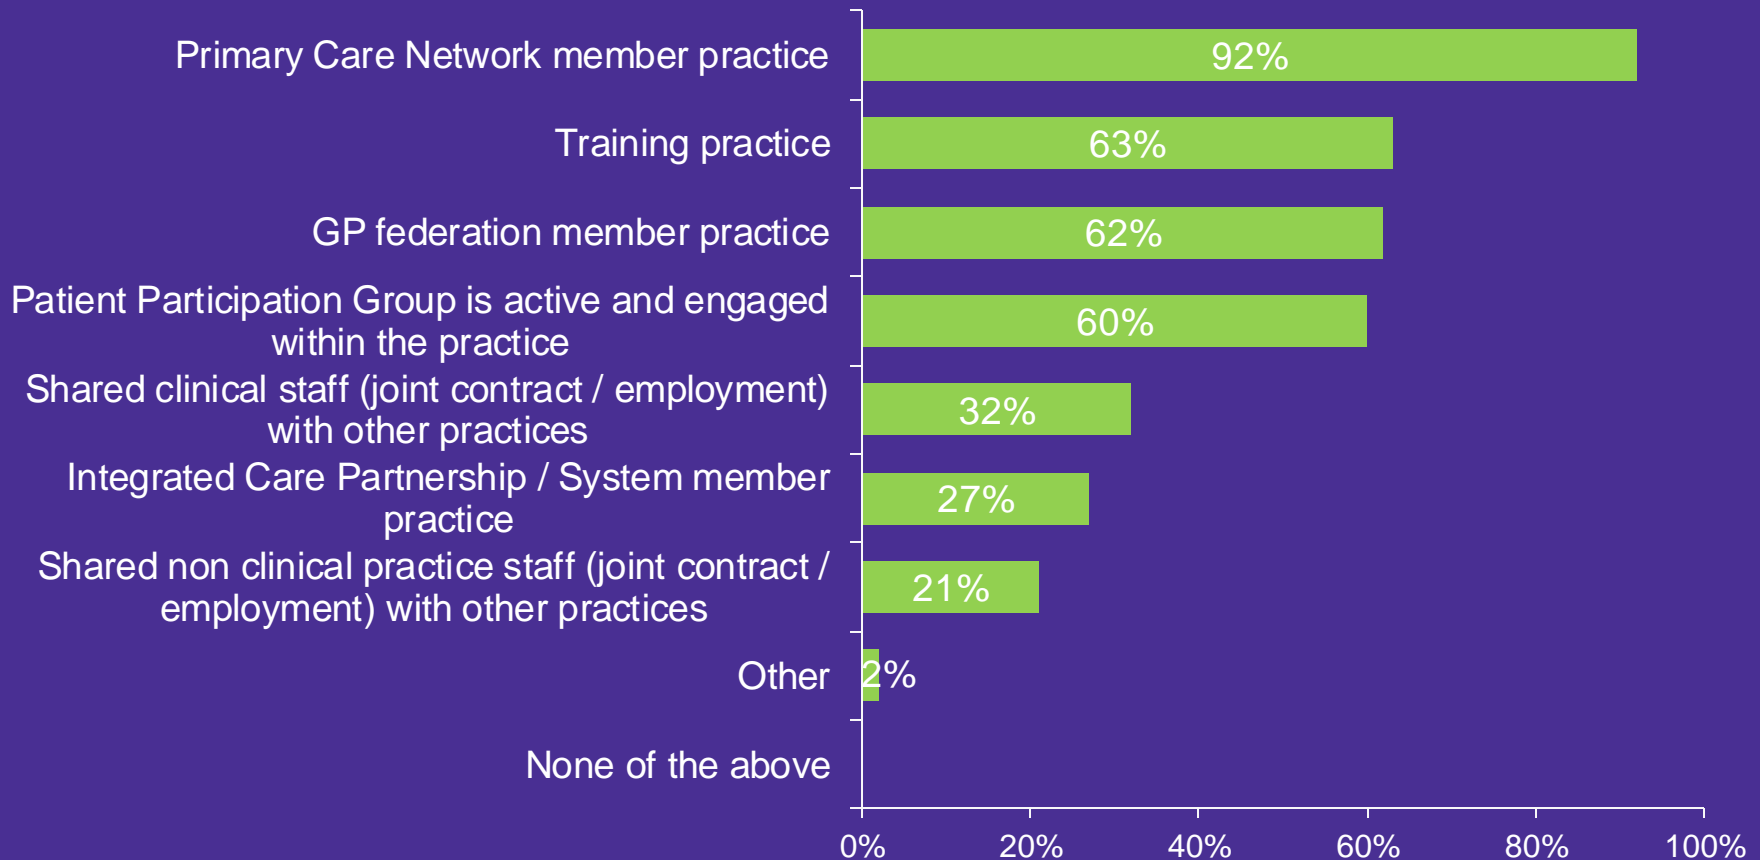 Primary Care Network member practice
92%
Training practice
63%
GP federation member practice
62%
Patient Participation Group is active and engaged
within the practice
60%
Shared clinical staff (joint contract / employment)
with other practices
32%
Integrated Care Partnership / System member
practice
27%
Shared non clinical practice staff (joint contract /
employment) with other practices
21%
Other
2%
None of the above
0% 20% 40% 60% 80% 100%